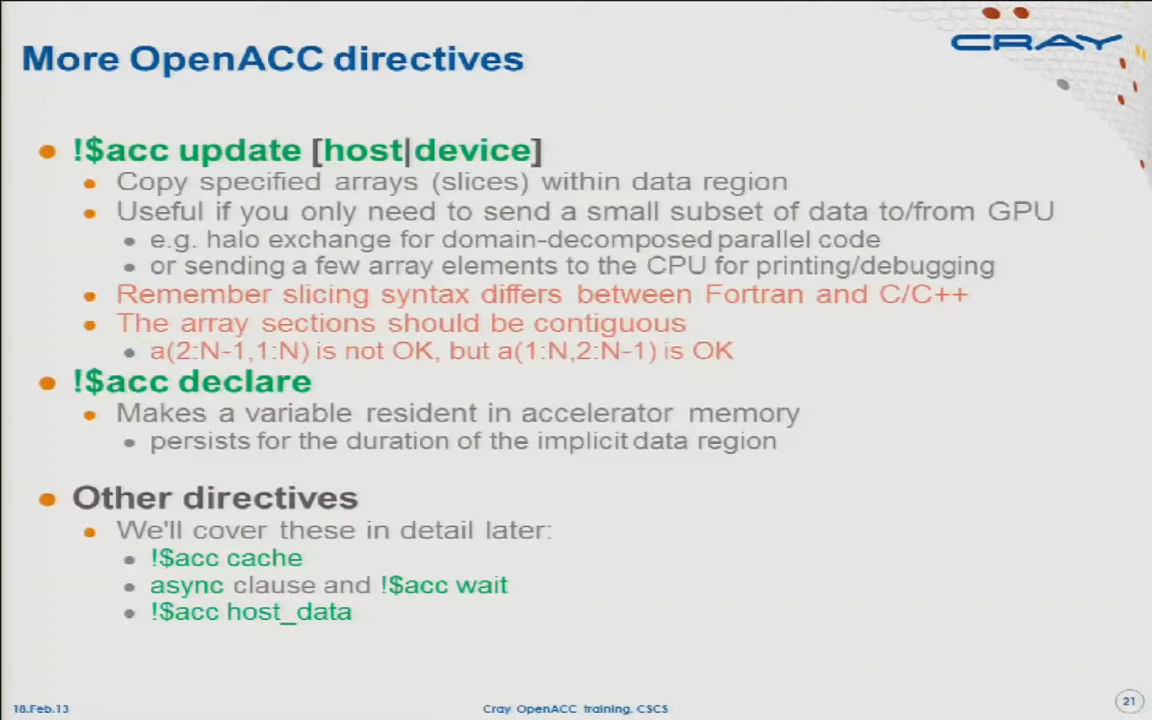 More OpenACC directives
CRAY
!$acc update [host|device]
Copy specified arrays (slices) within data region
Useful if you only need to send a small subset of data to/from GPU
e.g. halo exchange for domain-decomposed parallel code
or sending a few array elements to the CPU for printing/debugging
Remember slicing syntax differs between Fortran and C/C++
The array sections should be contiguous
a(2:N-1,1:N) is not OK, but a(1:N,2:N-1) is OK
!$acc declare
Makes a variable resident in accelerator memory
persists for the duration of the implicit data region
Other directives
We'll cover these in detail later:
!$acc cache
async clause and !$acc wait
!$acc host_data
18.Feb.13
Cray OpenACC training, CSCS
21